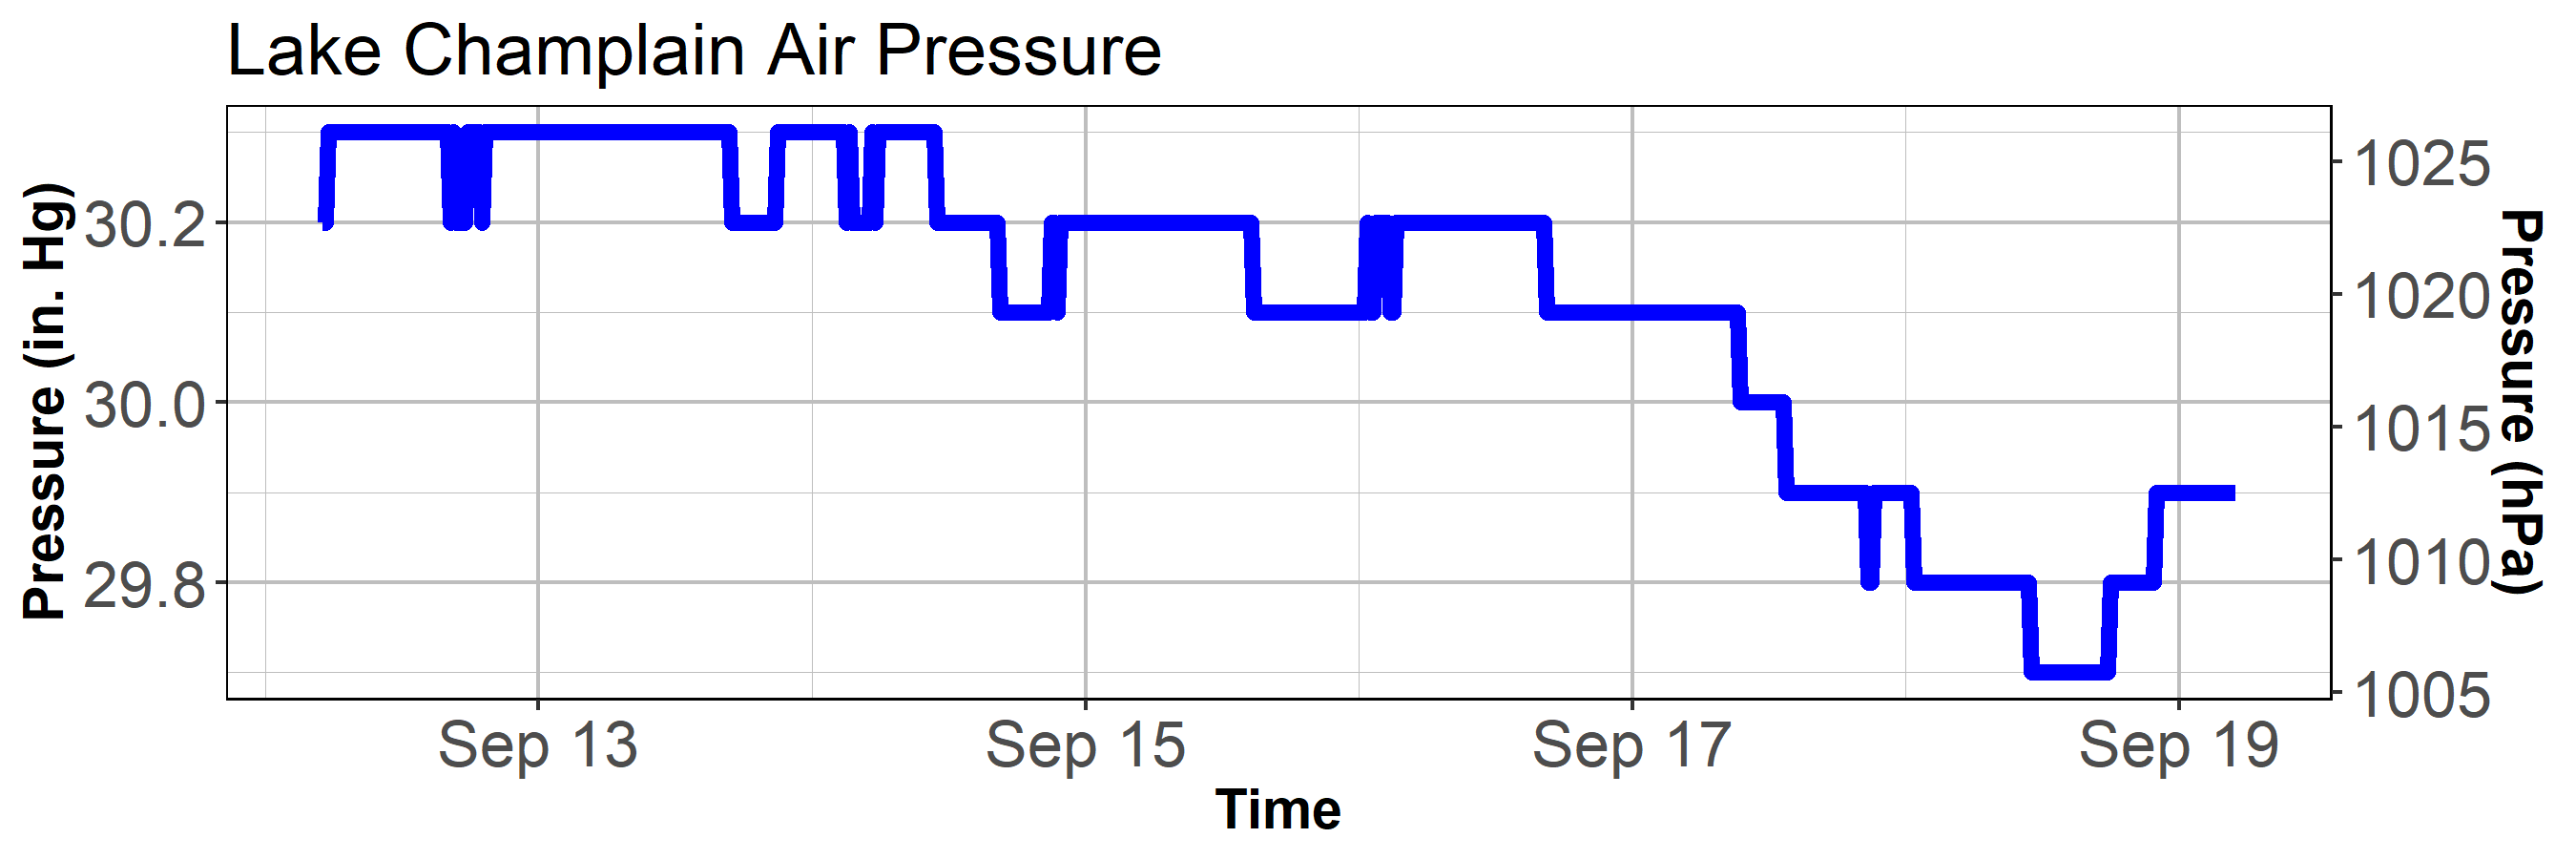 Lake Champlain Air Pressure
Pressure (in. Hg)
30.2
30.0
29.8
1025
1020
1015
1010
1005
Pressure (hPa)
Sep 13
Sep 15
Sep 17
Sep 19
Time